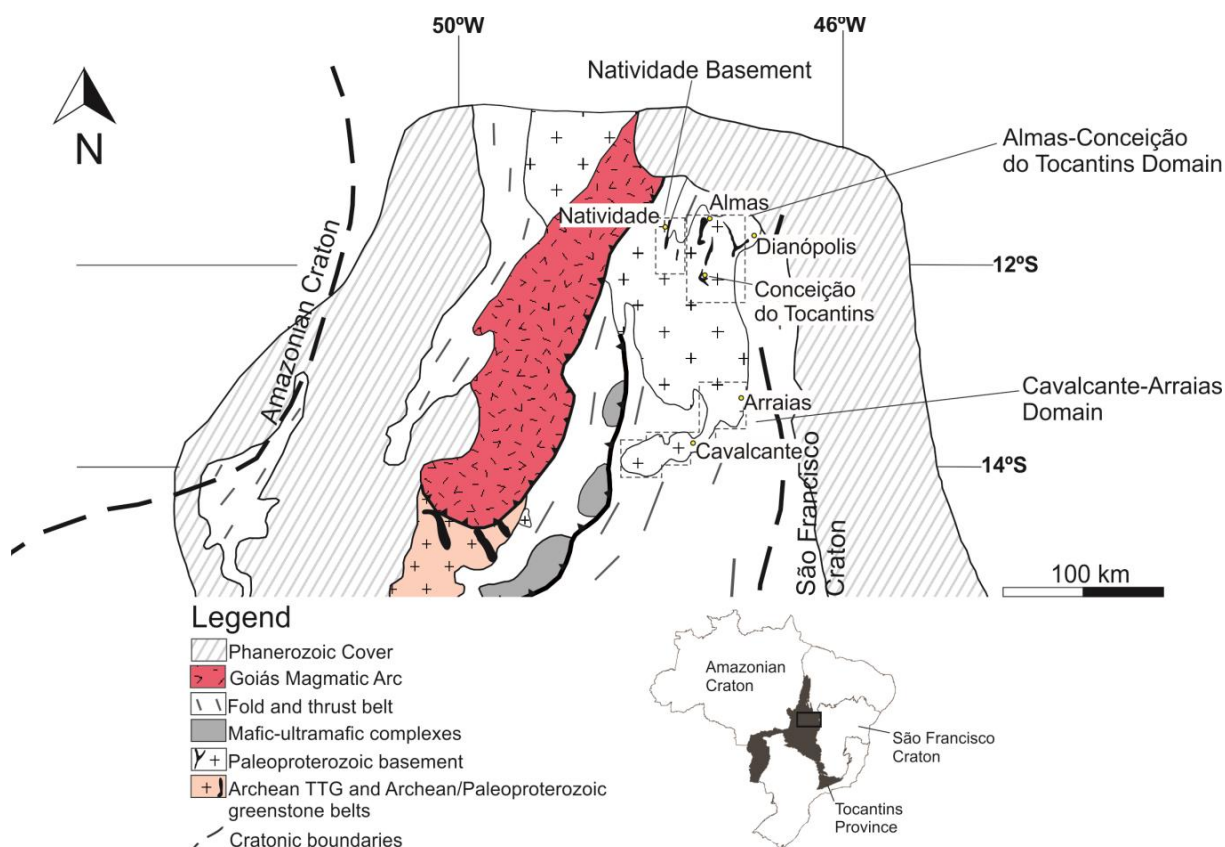 50ºW
46ºW
Natividade Basement
Almas-Conceição
do Tocantins Domain
N
Natividade
Almas
Dianópolis
12ºS
Conceição
do Tocantins
Amazonian Craton
Arraias
Cavalcante-Arraias
Domain
Cavalcante
14ºS
São Francisco
Craton
100 km
Legend
Phanerozoic Cover
Goiás Magmatic Arc
Fold and thrust belt
Mafic-ultramafic complexes
Paleoproterozoic basement
Archean TTG and Archean/Paleoproterozoic
greenstone belts
Cratonic boundaries
Amazonian
Craton
São Francisco
Craton
Tocantins
Province